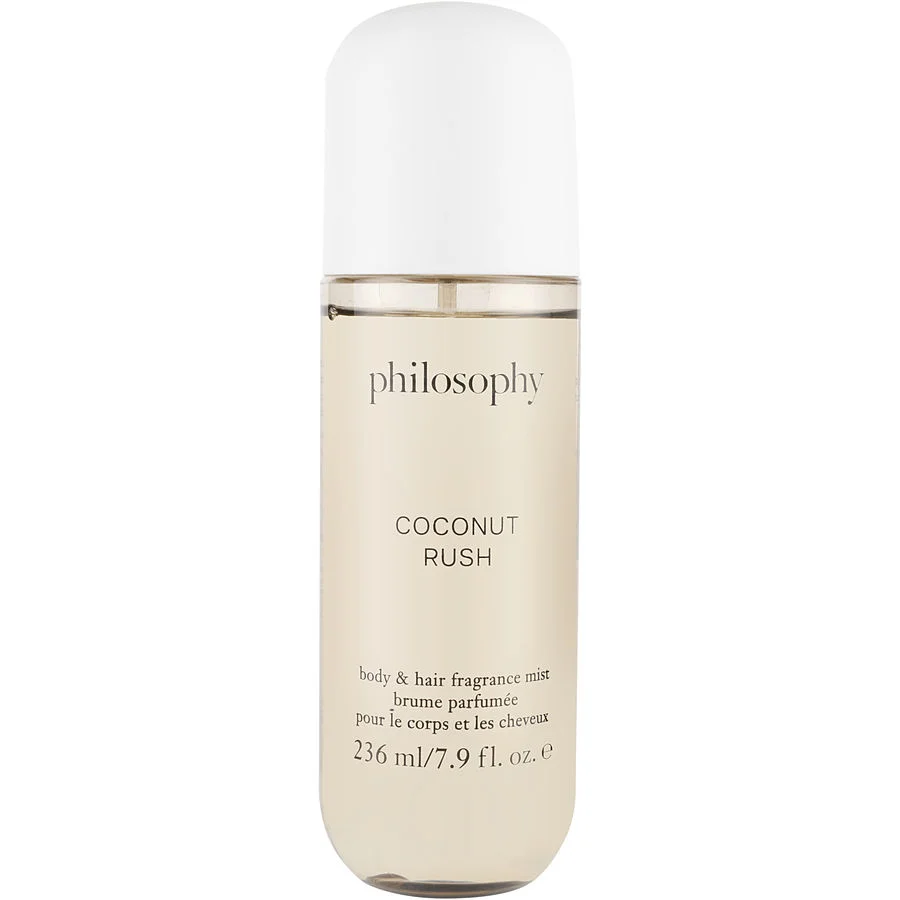 philosophy
COCONUT
RUSH
body & hair fragrance mist
brume parfumée
pour le corps et les cheveux
236 ml/7.9 fl. oz. ℮